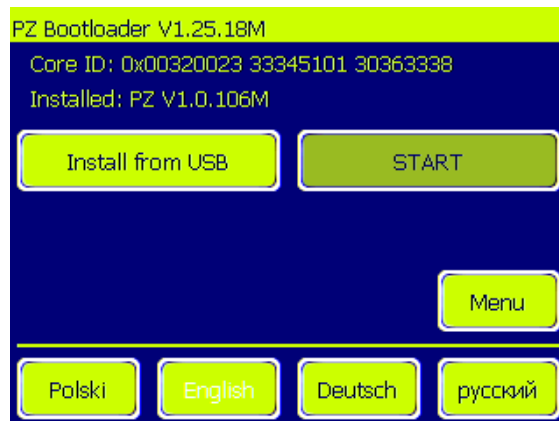 PZ Bootloader V1.25.18M
Core ID: 0x00320023 33345101 30363338
Installed: PZ V1.0.106M
Install from USB START
Menu
Polski English Deutsch русский